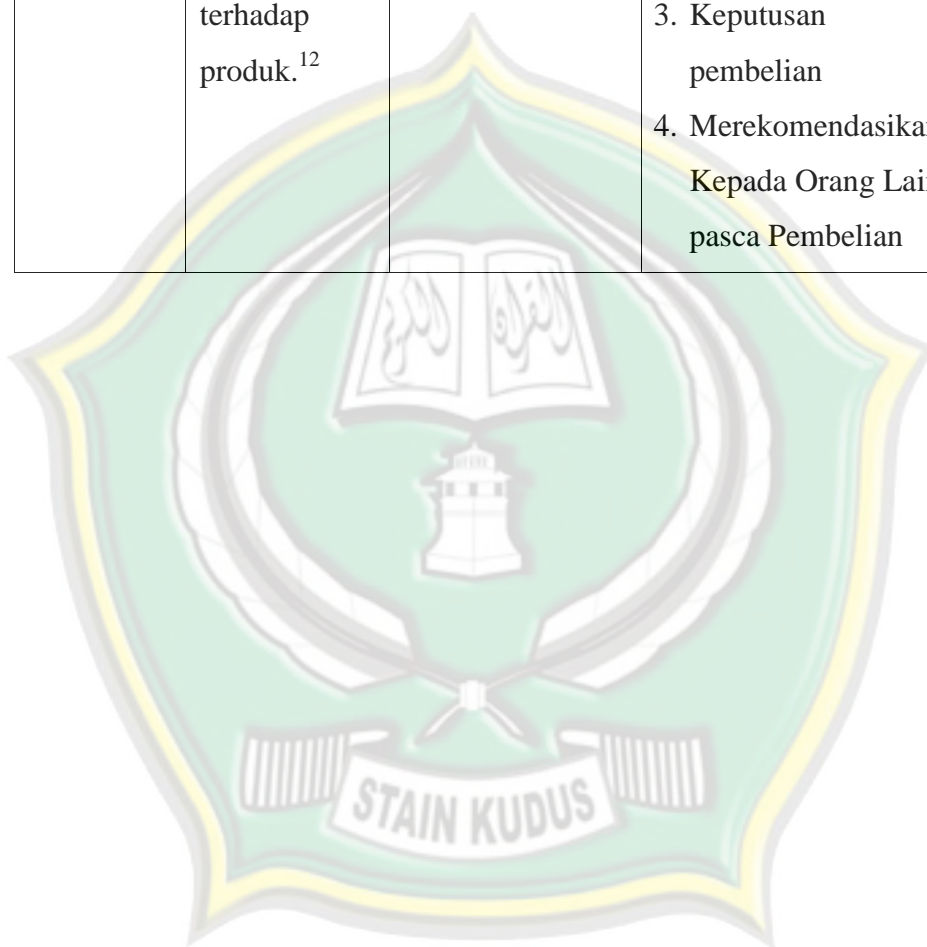 terhadap
produk.12
3. Keputusan
pembelian
4. Merekomendasikan
Kepada Orang Lain
pasca Pembelian
STAIN KUDUS